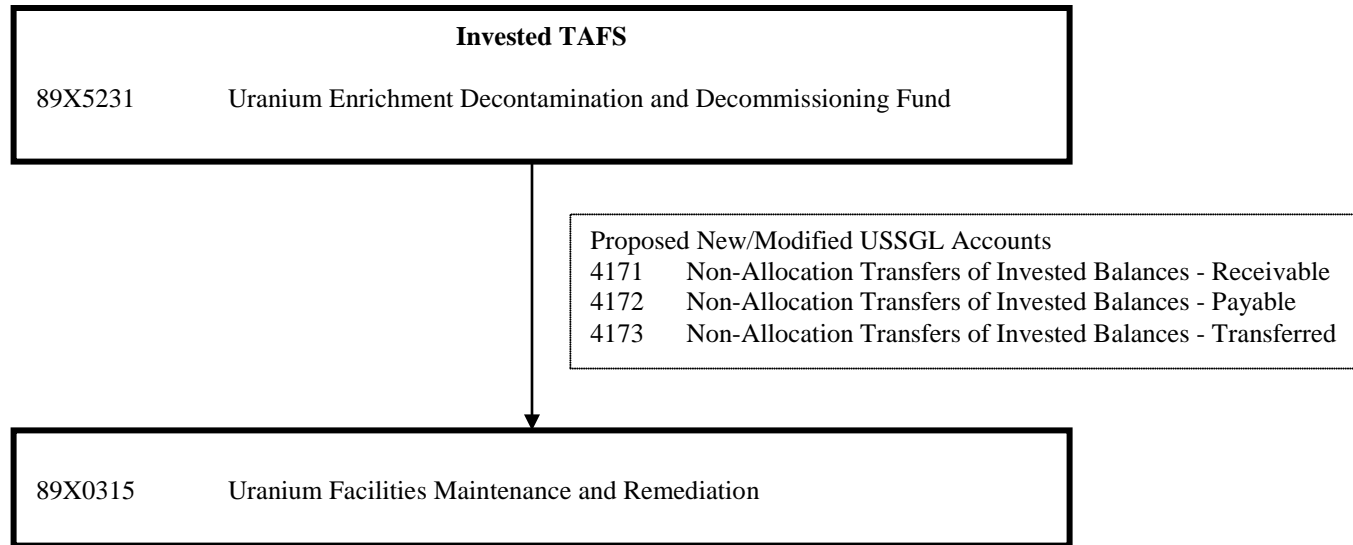 Invested TAFS
89X5231 Uranium Enrichment Decontamination and Decommissioning Fund
Proposed New/Modified USSGL Accounts
4171 Non-Allocation Transfers of Invested Balances - Receivable
4172 Non-Allocation Transfers of Invested Balances - Payable
4173 Non-Allocation Transfers of Invested Balances - Transferred
89X0315 Uranium Facilities Maintenance and Remediation